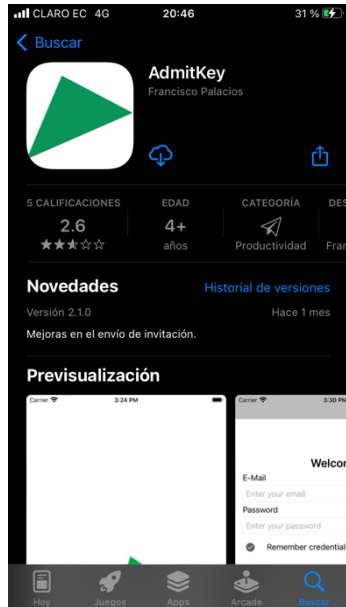 CLARO EC 4G 20:46 31 %
Buscar
AdmitKey
Francisco Palacios
5 CALIFICACIONES EDAD CATEGORÍA
2.6 4+
años Productividad
Novedades Historial de versiones
Versión 2.1.0 Hace 1 mes
Mejoras en el envío de invitación.
Previsualización
Carrier 3:24 PM Carrier 3:30 PM
Welcom
E-Mail
Enter your email
Password
Enter your password
Remember credentials
Hoy Juegos Apps Arcade Buscar